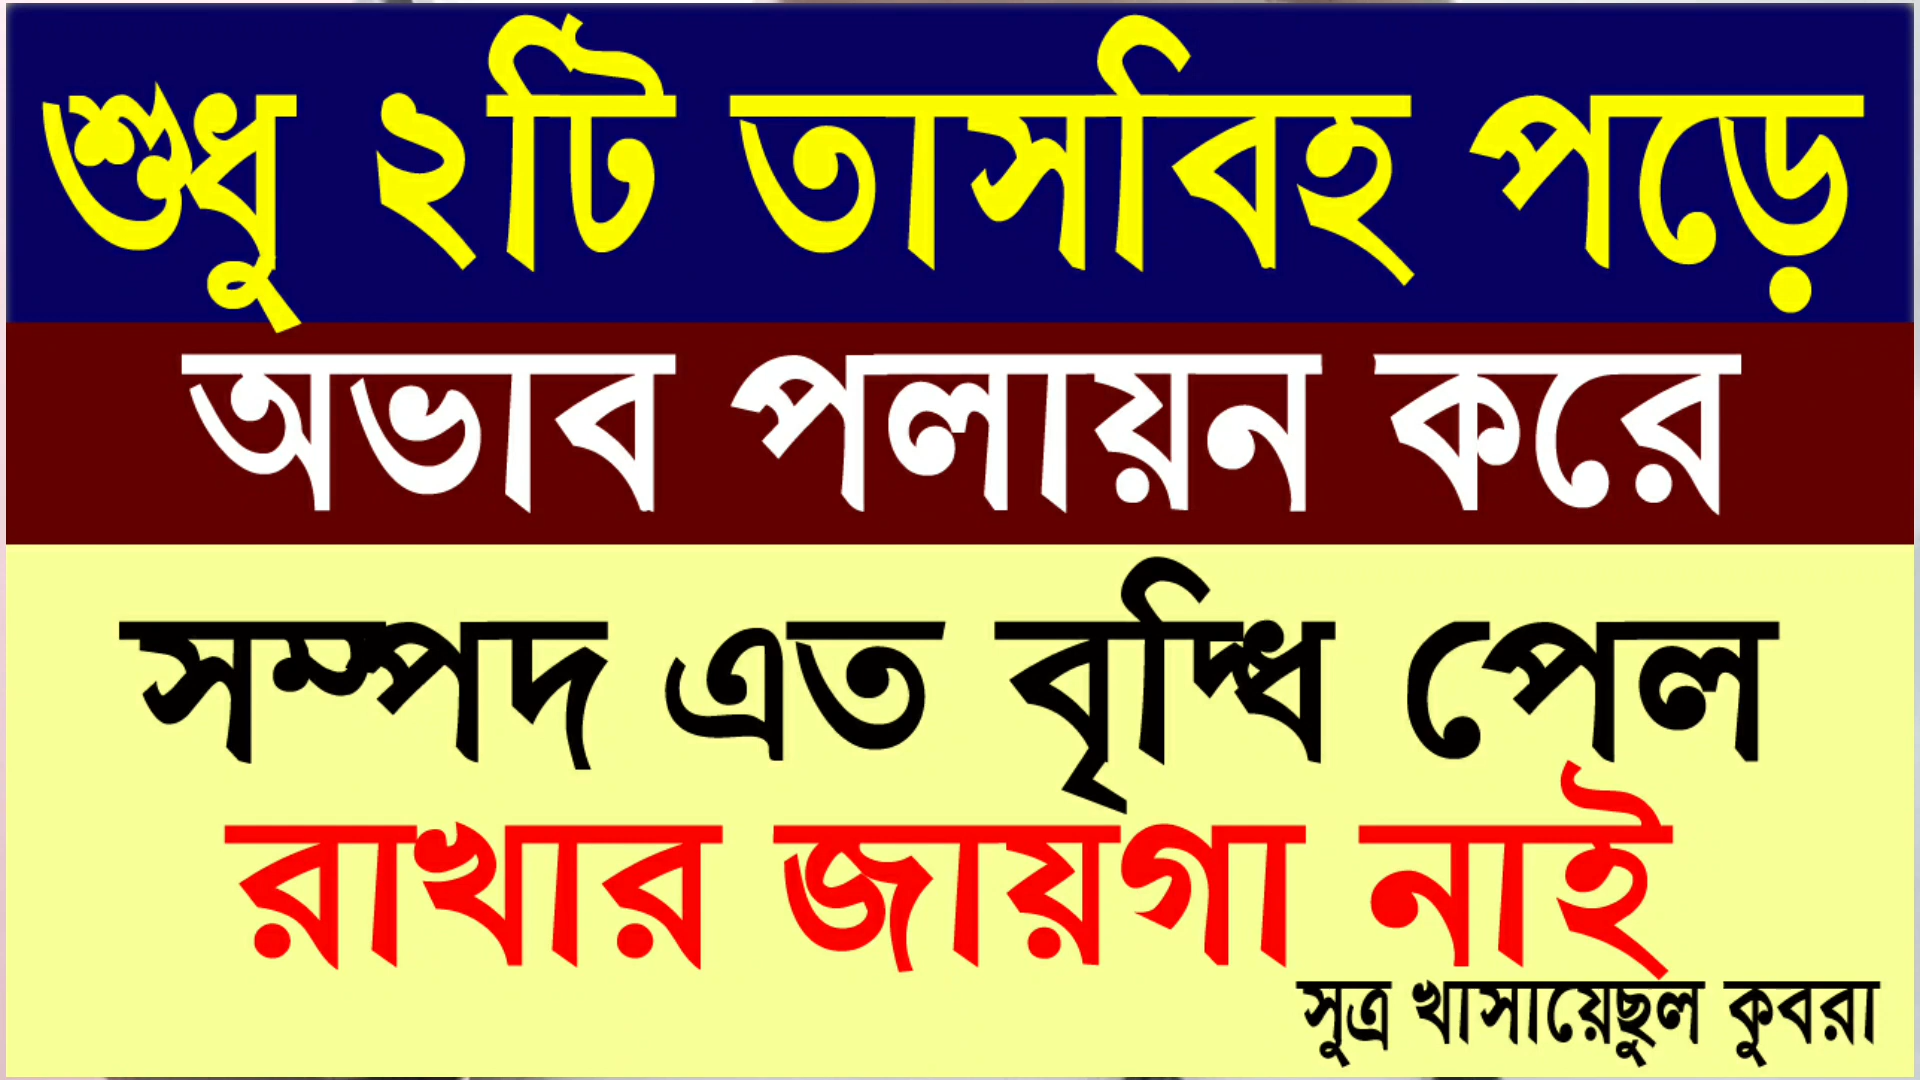 শুধু ২টি তাসবিহ পড়ে
অভাব পলায়ন করে
সম্পদ এত বৃদ্ধি পেল
রাখার জায়গা নাই
সুত্র খাসায়েছুল কুবরা